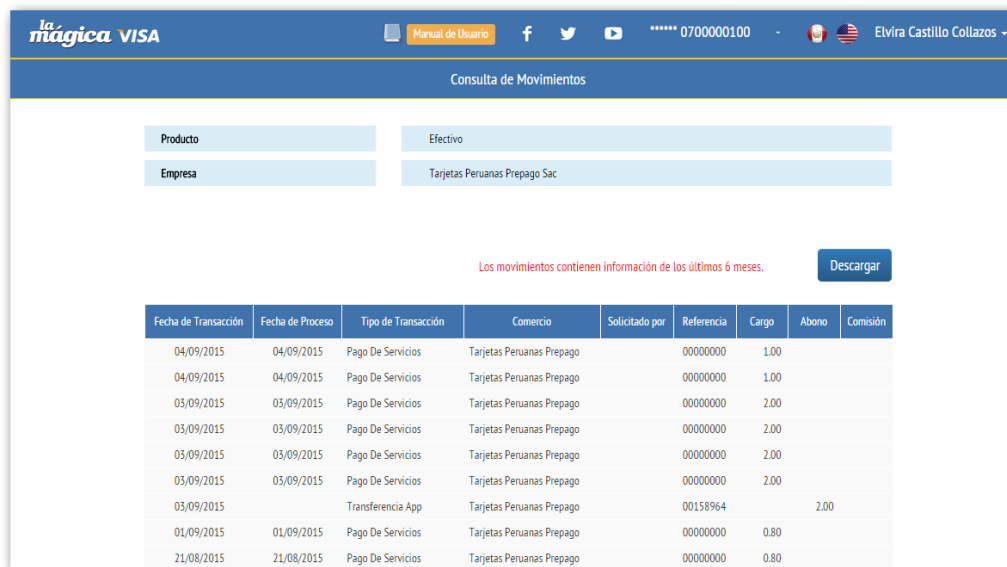 la mágica VISA Manual de Usuario f ****** 0700000100 - Elvira Castillo Collazos
Consulta de Movimientos
Producto Efectivo
Empresa Tarjetas Peruanas Prepago Sac
Los movimientos contienen información de los últimos 6 meses. Descargar
Fecha de Transacción Fecha de Proceso Tipo de Transacción Comercio Solicitado por Referencia Cargo Abono Comisión
04/09/2015 04/09/2015 Pago De Servicios Tarjetas Peruanas Prepago 00000000 1.00
04/09/2015 04/09/2015 Pago De Servicios Tarjetas Peruanas Prepago 00000000 1.00
03/09/2015 03/09/2015 Pago De Servicios Tarjetas Peruanas Prepago 00000000 2.00
03/09/2015 03/09/2015 Pago De Servicios Tarjetas Peruanas Prepago 00000000 2.00
03/09/2015 03/09/2015 Pago De Servicios Tarjetas Peruanas Prepago 00000000 2.00
03/09/2015 03/09/2015 Pago De Servicios Tarjetas Peruanas Prepago 00000000 2.00
03/09/2015 Transferencia App Tarjetas Peruanas Prepago 00158964 2.00
01/09/2015 01/09/2015 Pago De Servicios Tarjetas Peruanas Prepago 00000000 0.80
21/08/2015 21/08/2015 Pago De Servicios Tarjetas Peruanas Prepago 00000000 0.80